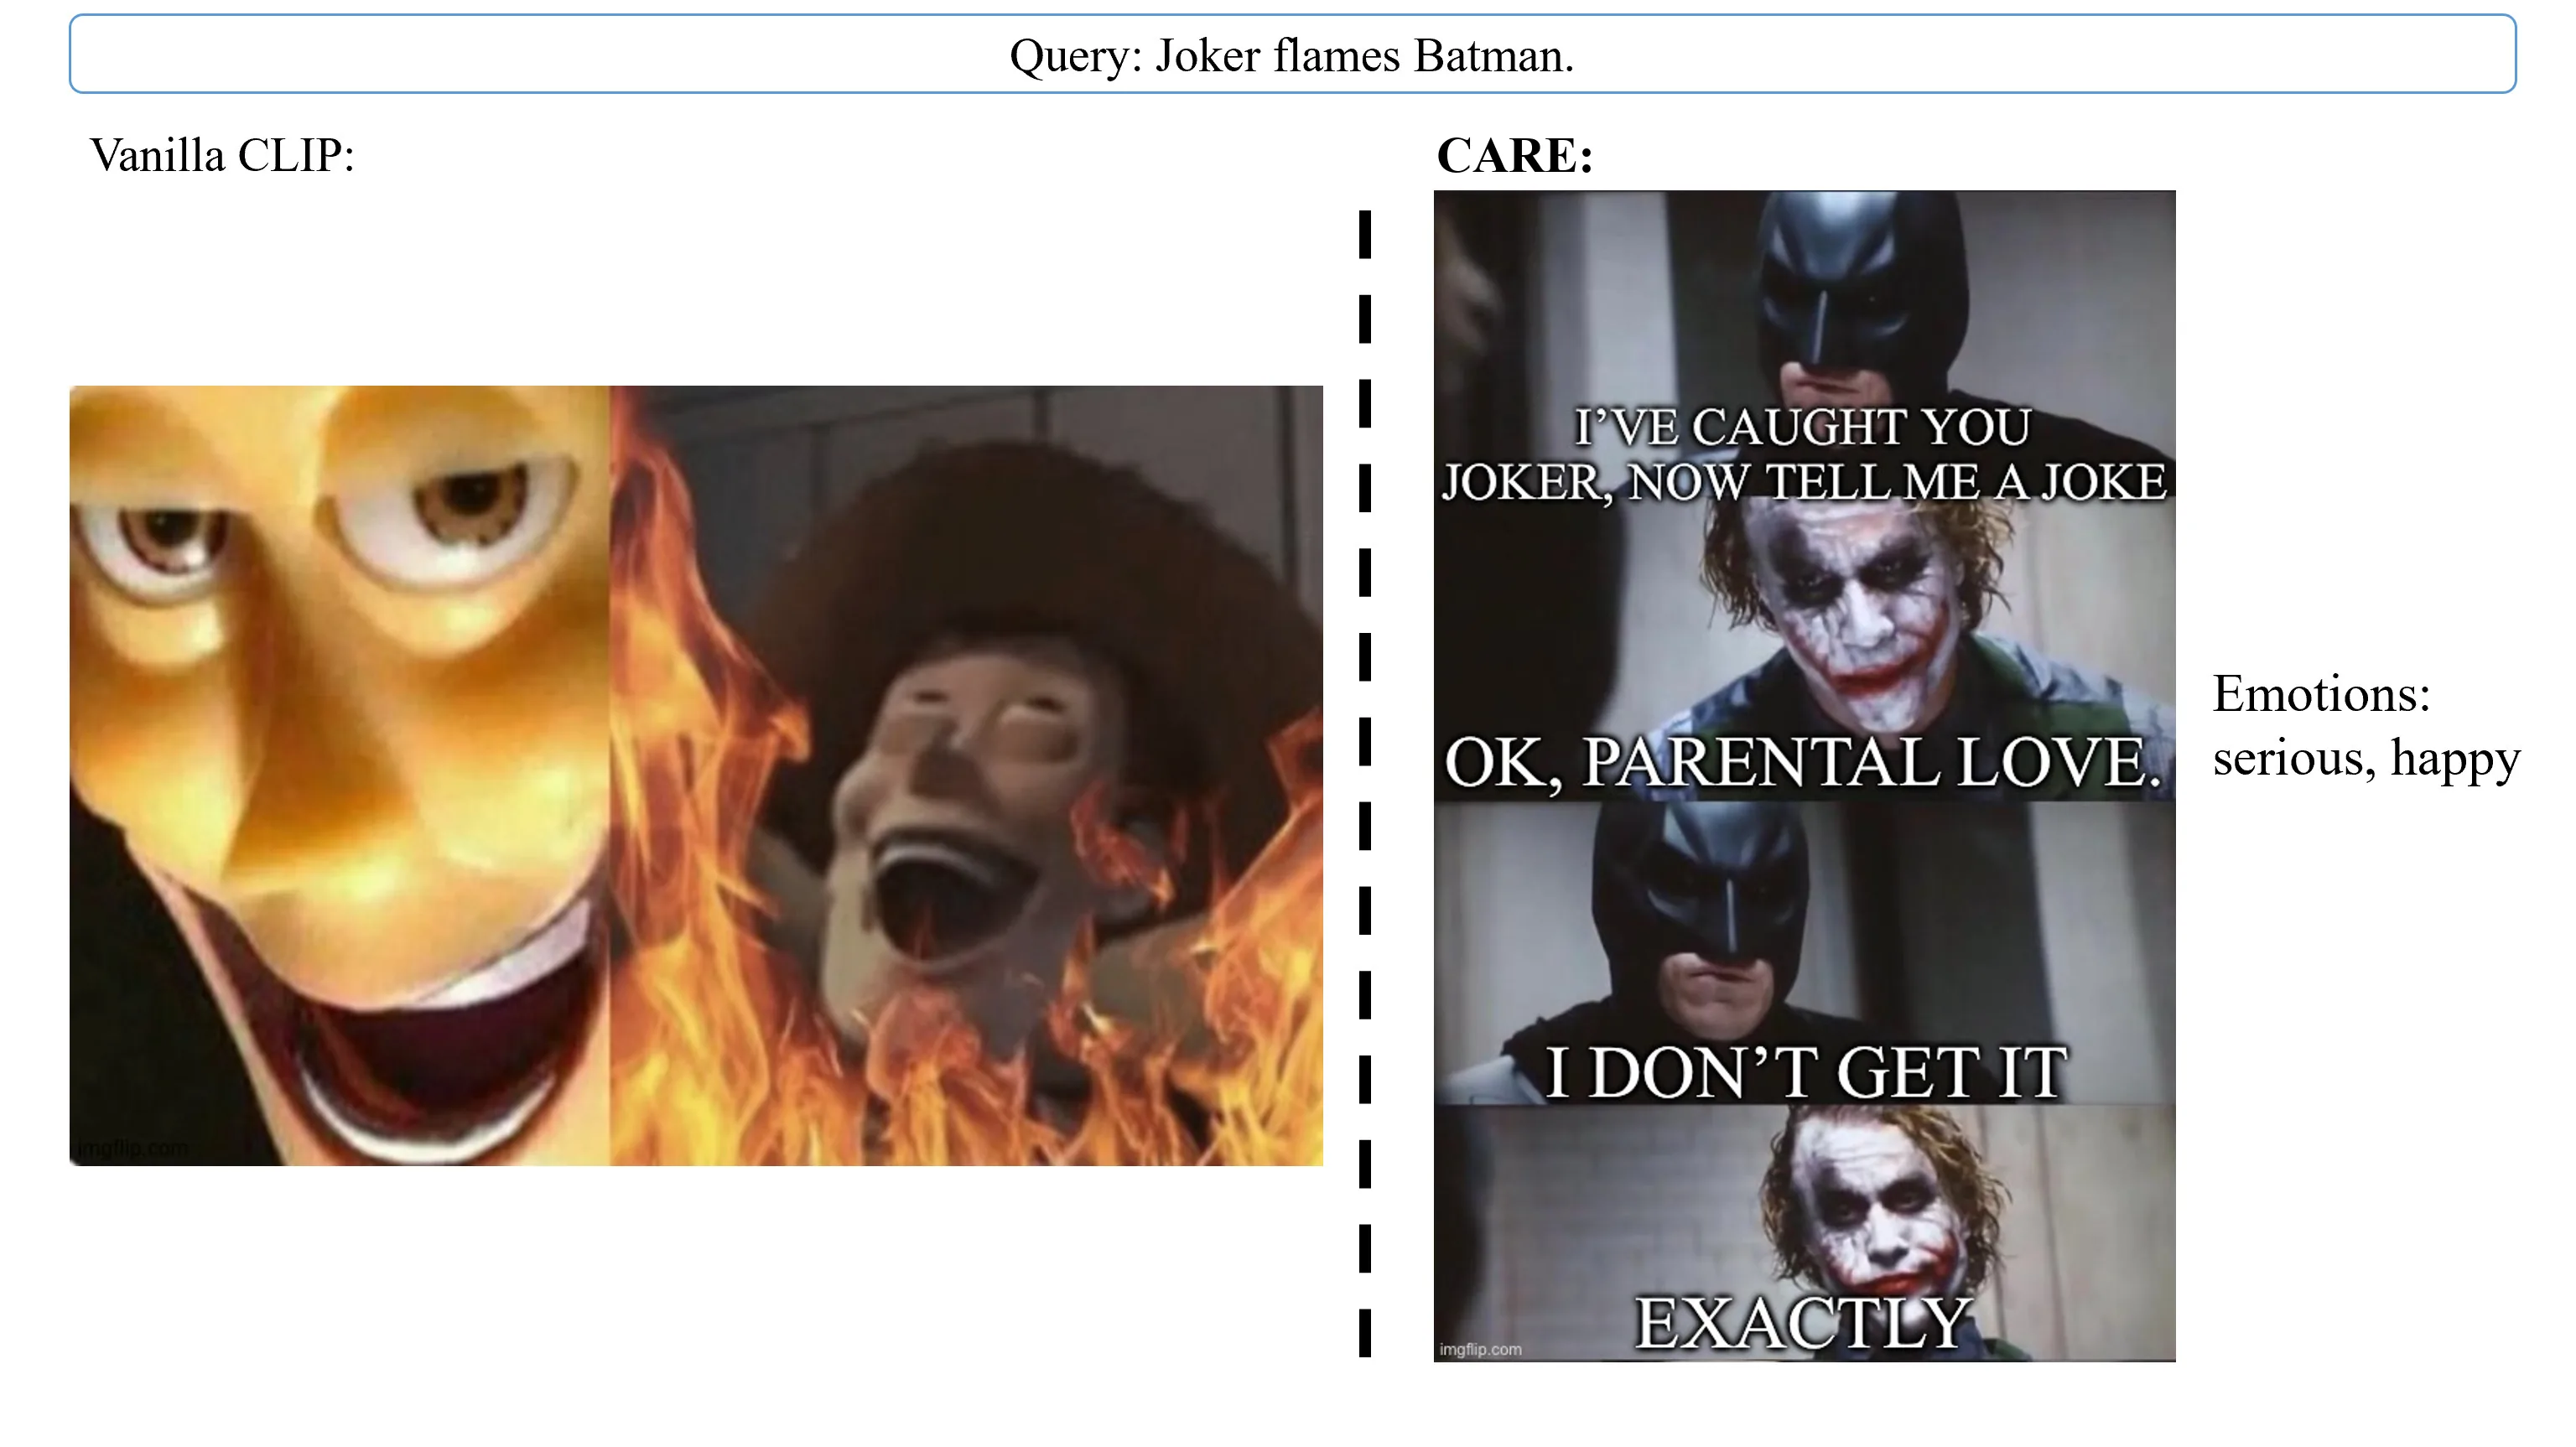 Query: Joker flames Batman.
Vanilla CLIP:
imgflip.com
CARE:
I'VE CAUGHT YOU
JOKER, NOW TELL ME A JOKE
OK, PARENTAL LOVE.
I DON'T GET IT
EXACTLY
imgflip.com
Emotions:
serious, happy